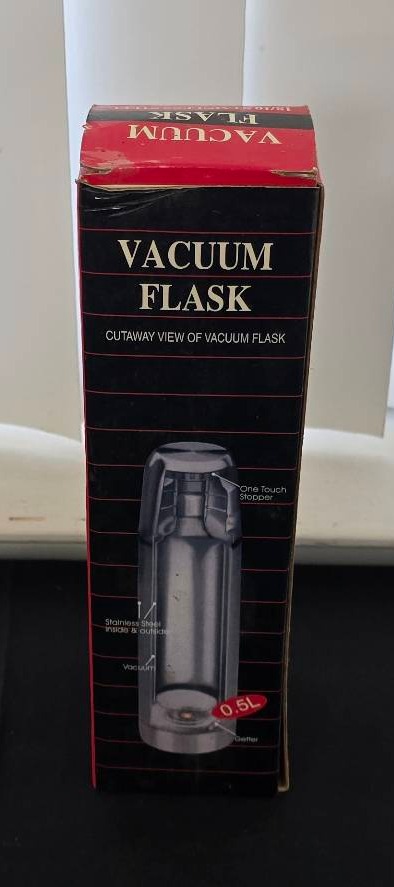 VACUUM
FLASK
VACUUM
FLASK
CUTAWAY VIEW OF VACUUM FLASK
One Touch
Stopper
Stainless Steel
inside & outside
Vacuum
0.5L
Getter